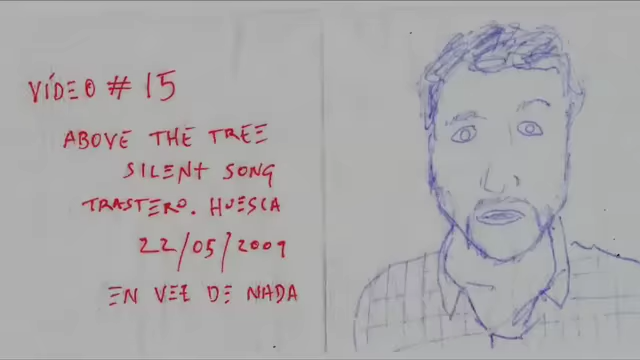 VÍDEO # 15
ABOVE THE TREE
SILENT SONG
TRASTERO. HUESCA
22/05/2009
EN VEZ DE NADA